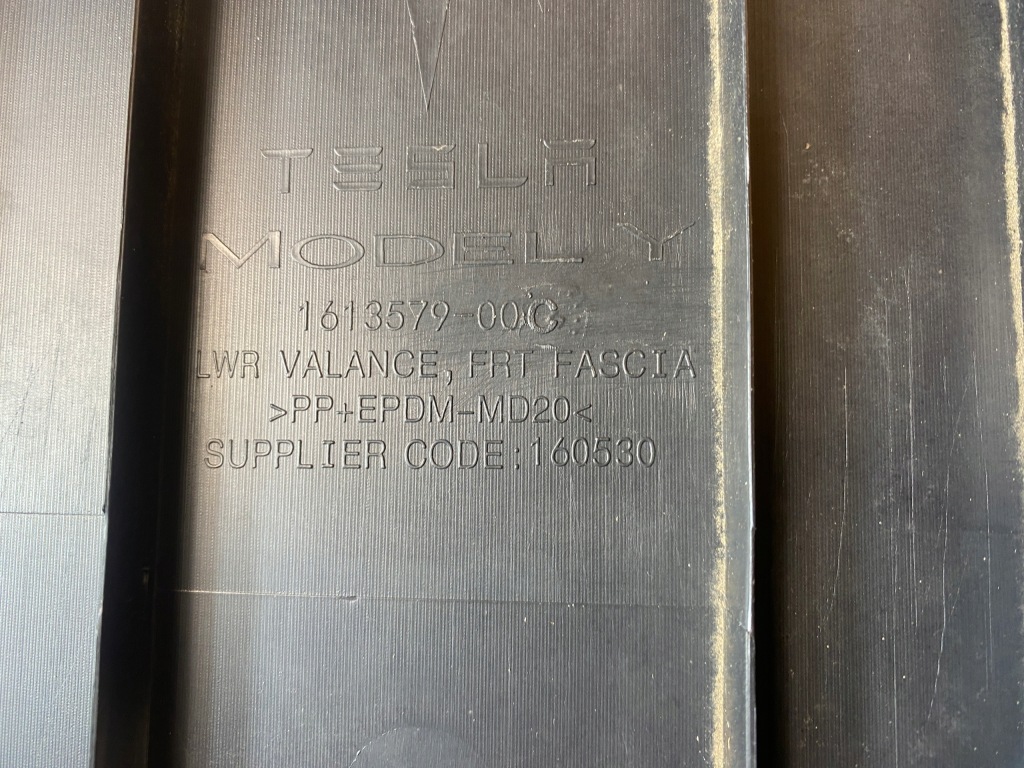 TESLA
MODEL Y
1613579-00C
LWR VALANCE, FRT FASCIA
>PP+EPDM-MD20<
SUPPLIER CODE:160530